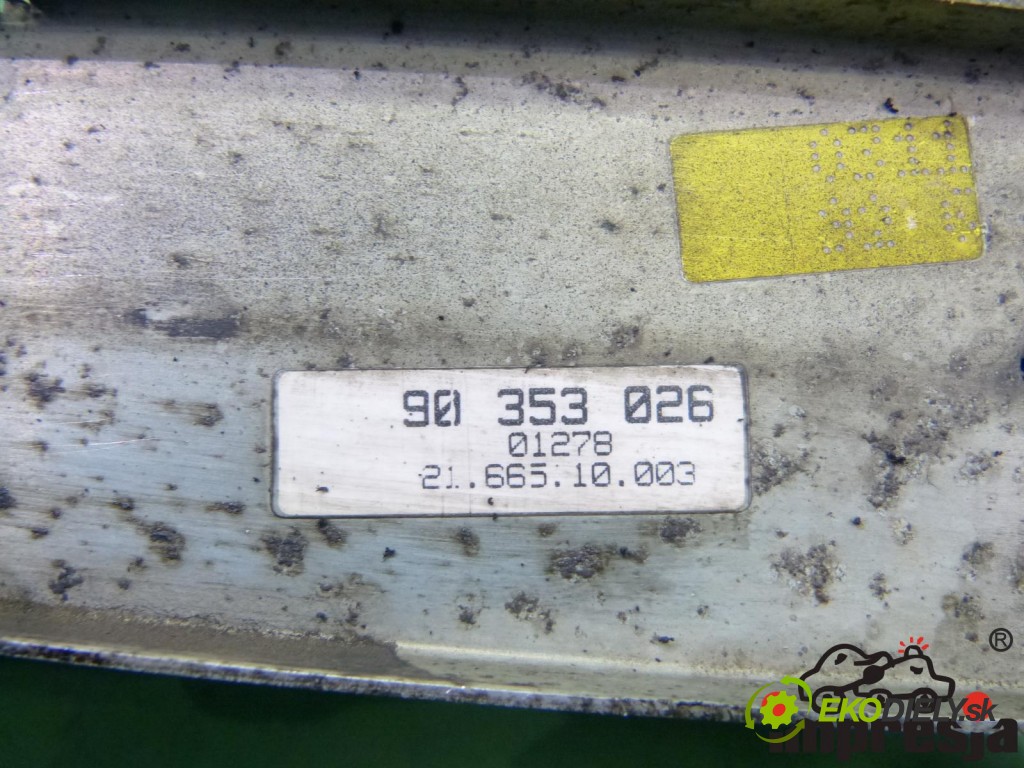 90 353 026
01278
21.665.10.003
®
EKODIELY.sk
impresja